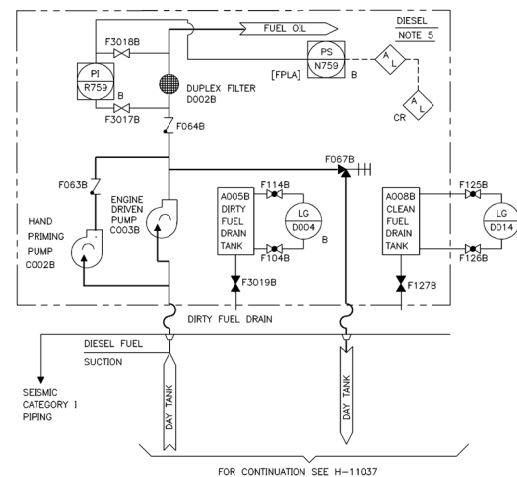 FUEL OIL
DIESEL
NOTE 5
F3018B
PI
R759
B
F3017B
DUPLEX FILTER
D002B
[FPLA]
PS
N759
B
A
L
A
L
CR
F064B
F067B
F063B
HAND
PRIMING
PUMP
C002B
ENGINE
DRIVEN
PUMP
C003B
A005B
DIRTY
FUEL
DRAIN
TANK
F114B
LG
D004
B
F104B
F3019B
A008B
CLEAN
FUEL
DRAIN
TANK
F125B
LG
D014
F126B
F127B
DIRTY FUEL DRAIN
DIESEL FUEL
SUCTION
SEISMIC
CATEGORY I
PIPING
DAY TANK
DAY TANK
FOR CONTINUATION SEE H-11037